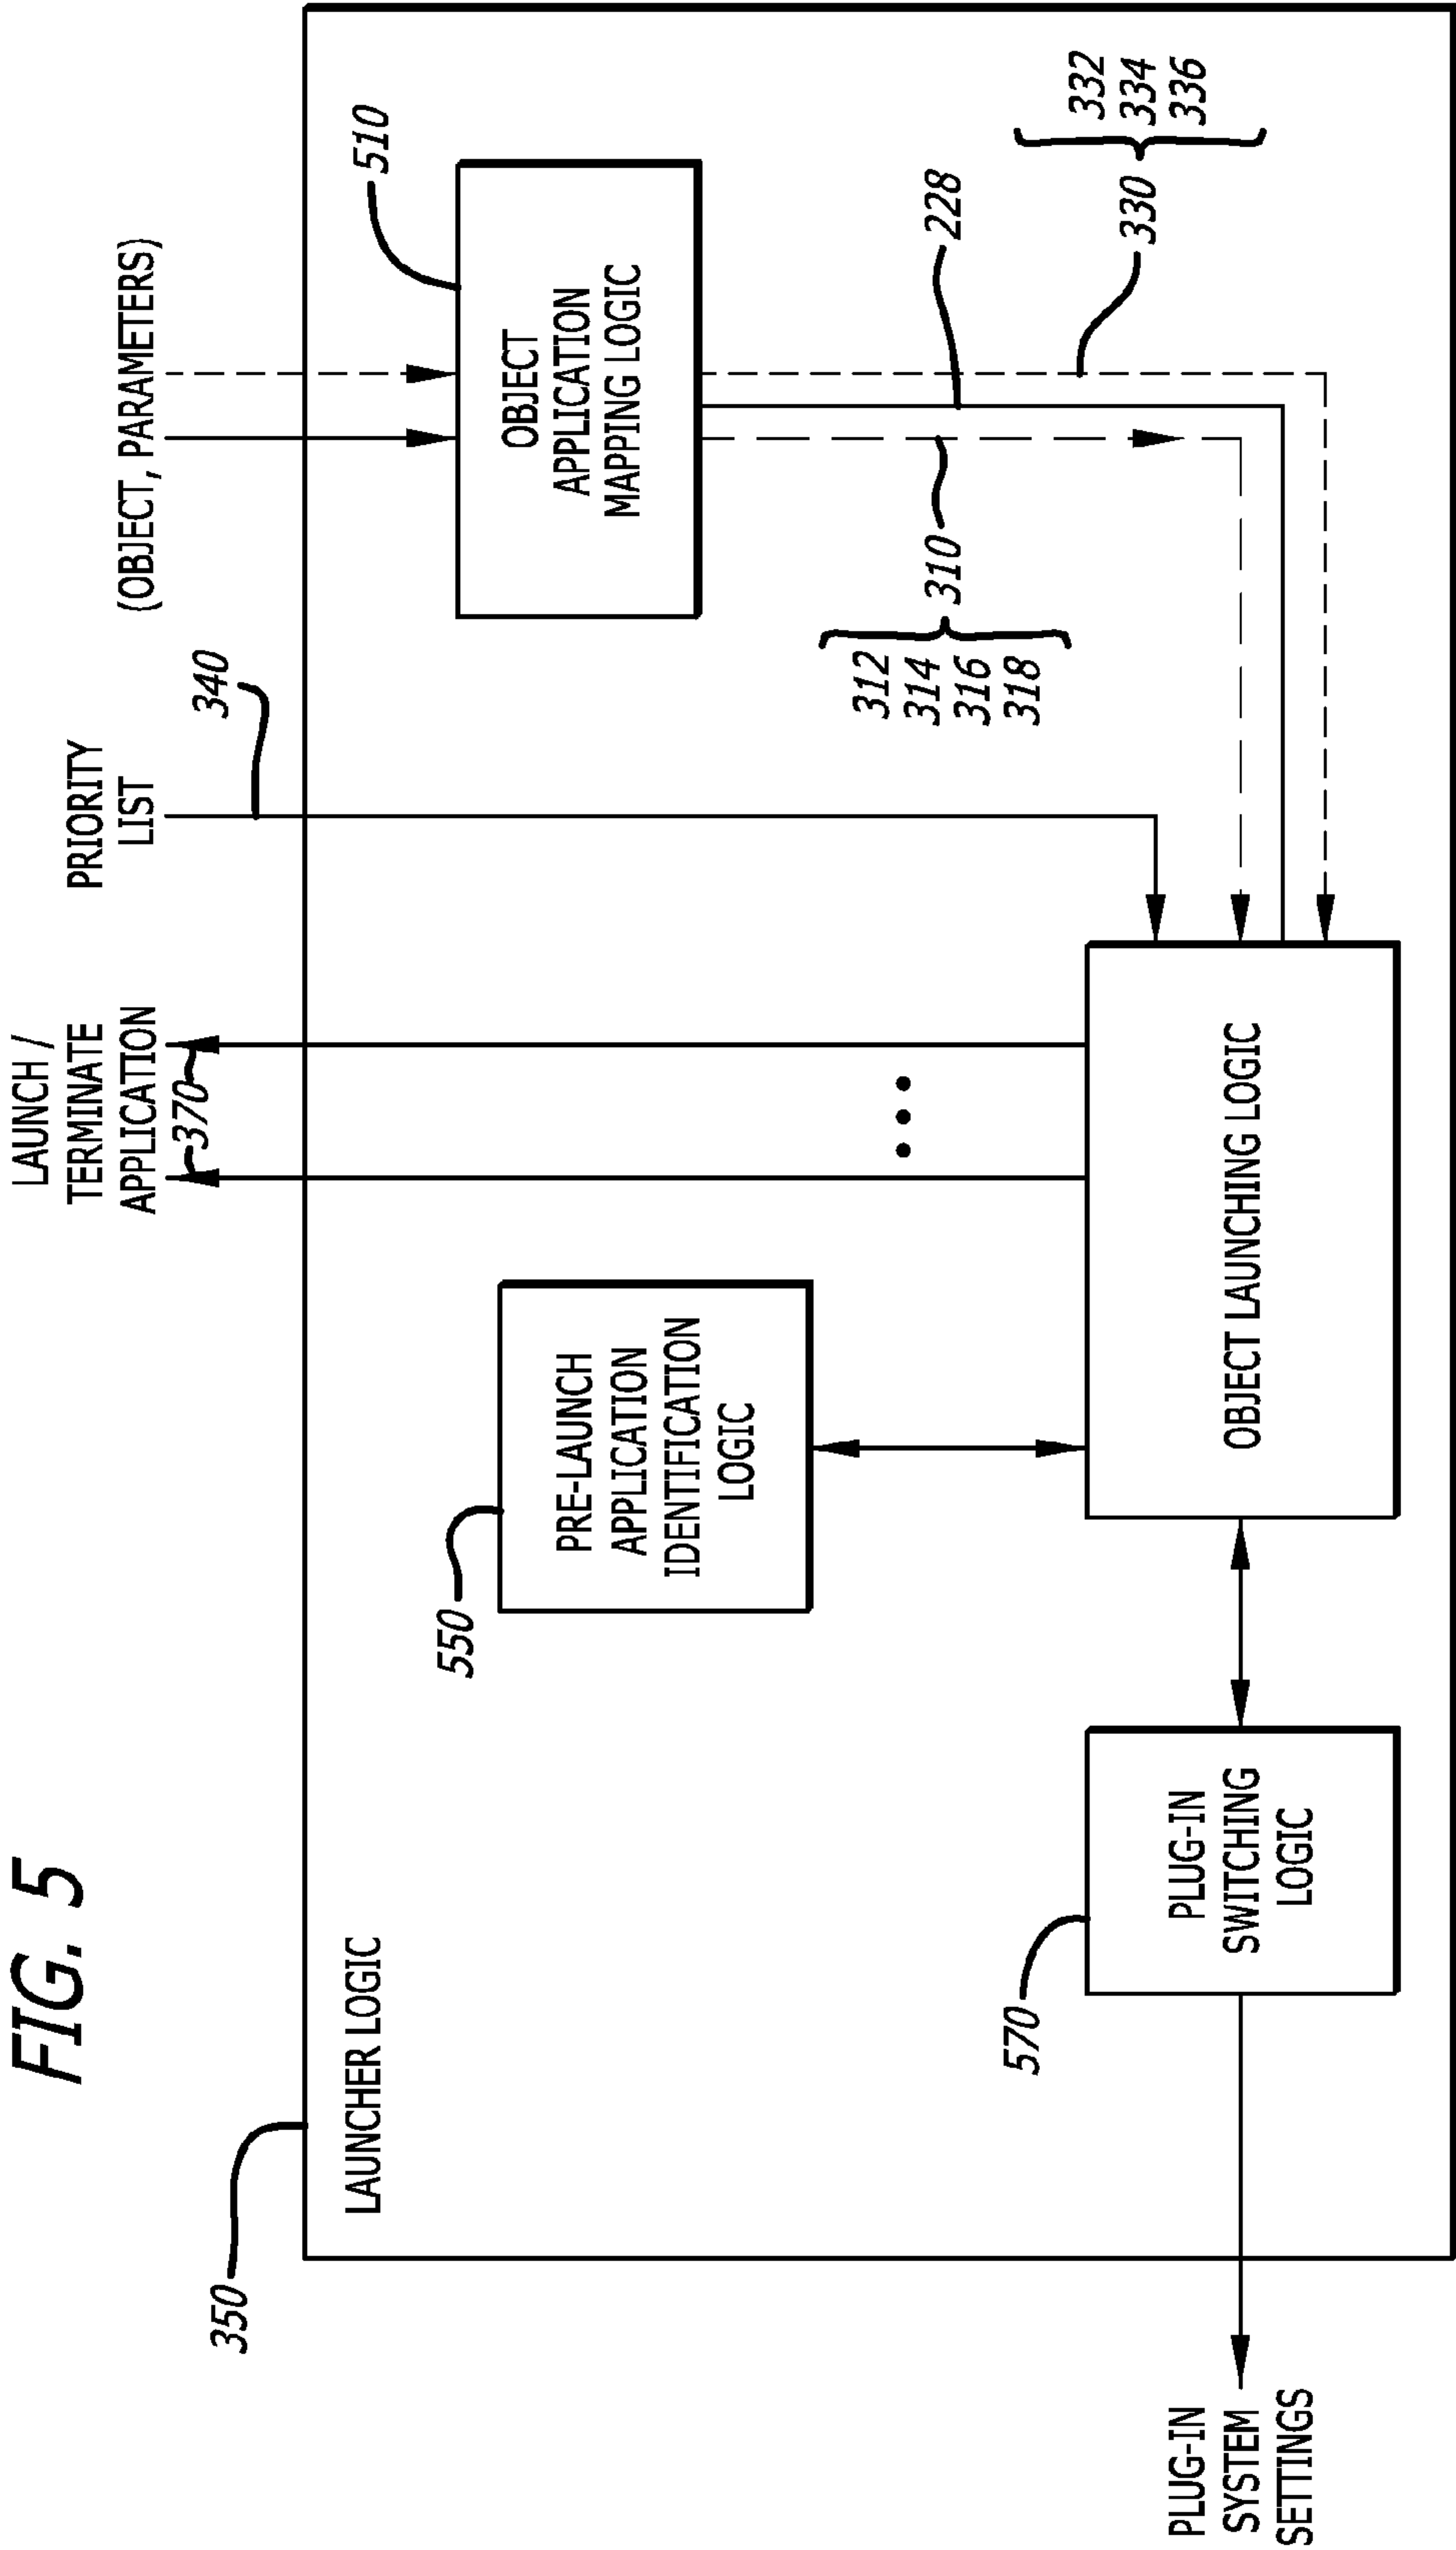 FIG. 5
350
LAUNCHER LOGIC
LAUNCH /
TERMINATE
APPLICATION
370
PRIORITY
LIST
340
(OBJECT, PARAMETERS)
510
OBJECT
APPLICATION
MAPPING LOGIC
550
PRE-LAUNCH
APPLICATION
IDENTIFICATION
LOGIC
312
314
316
318
310
228
330
332
334
336
570
PLUG-IN
SWITCHING
LOGIC
OBJECT LAUNCHING LOGIC
PLUG-IN
SYSTEM
SETTINGS